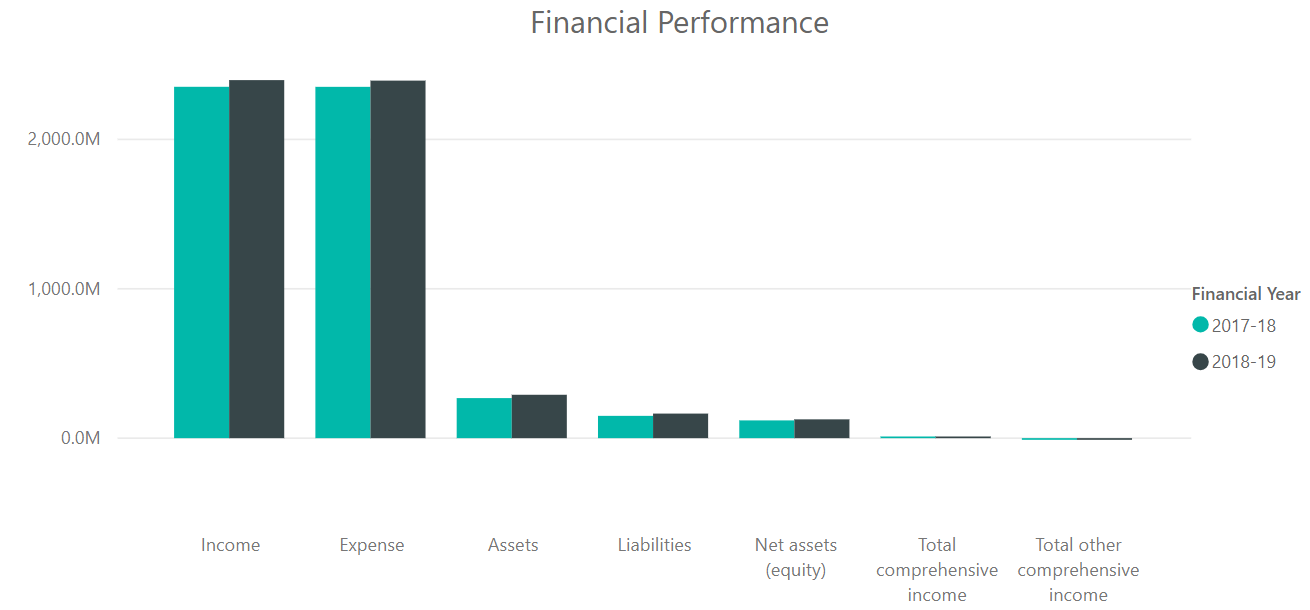 Financial Performance
2,000.0M
1,000.0M
0.0M
Financial Year
2017-18
2018-19
Income
Expense
Assets
Liabilities
Net assets
(equity)
Total
comprehensive
income
Total other
comprehensive
income